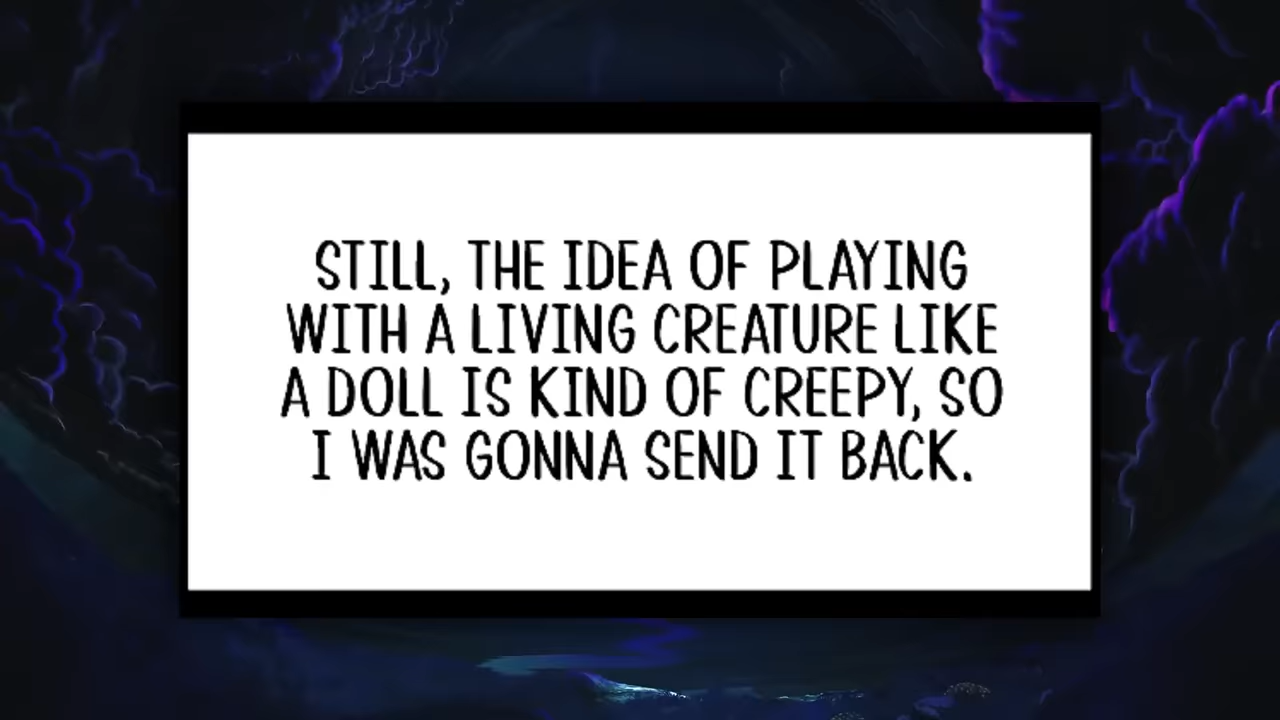 STILL, THE IDEA OF PLAYING
WITH A LIVING CREATURE LIKE
A DOLL IS KIND OF CREEPY, SO
I WAS GONNA SEND IT BACK.